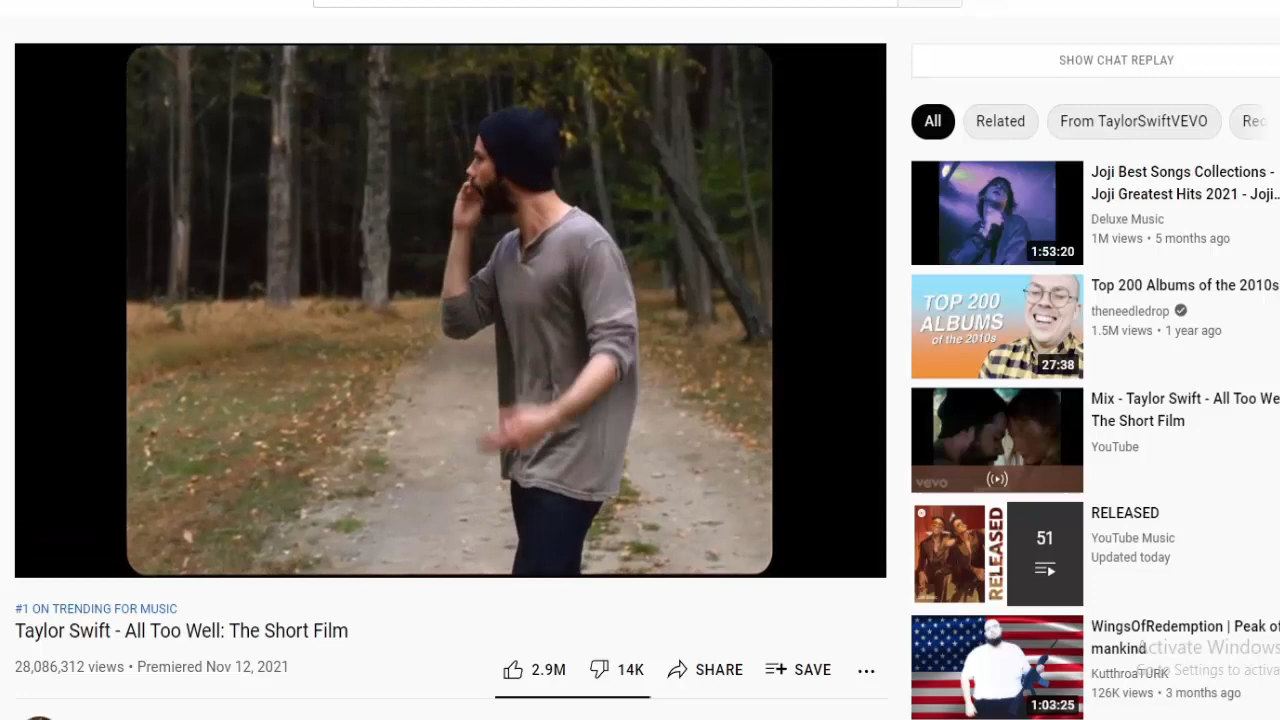 SHOW CHAT REPLAY
All
Related
From TaylorSwiftVEVO
Rec
Joji Best Songs Collections -
Joji Greatest Hits 2021 - Joji...
Deluxe Music
1M views • 5 months ago
1:53:20
TOP 200
ALBUMS
of the 2010s
27:38
Top 200 Albums of the 2010s
theneedledrop
1.5M views • 1 year ago
vevo
Mix - Taylor Swift - All Too We
The Short Film
YouTube
RELEASED
51
RELEASED
YouTube Music
Updated today
1:03:25
WingsOfRedemption | Peak of
mankind
KutthroaTURK
126K views • 3 months ago
Activate Windows
Go to Settings to activa
#1 ON TRENDING FOR MUSIC
Taylor Swift - All Too Well: The Short Film
28,086,312 views • Premiered Nov 12, 2021
2.9M
14K
SHARE
SAVE